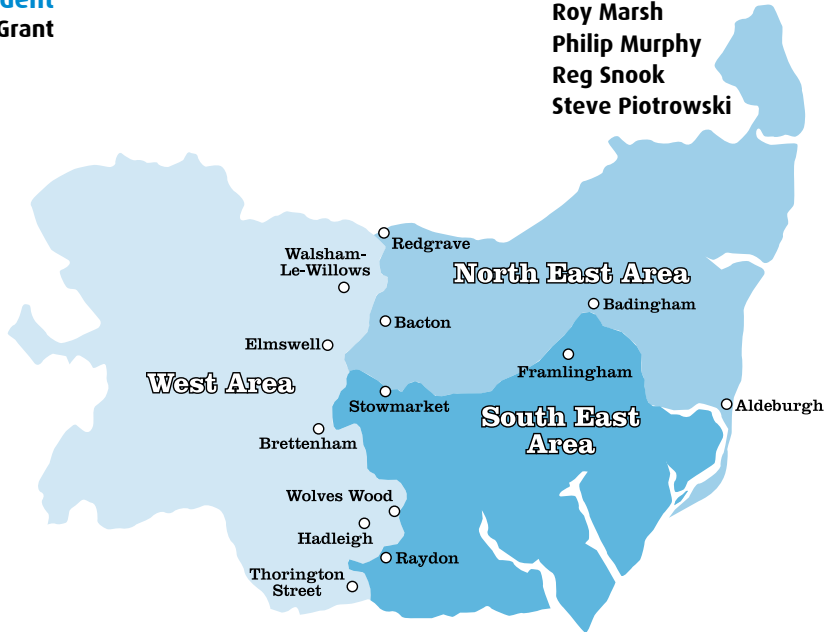 Grant
Roy Marsh
Philip Murphy
Reg Snook
Steve Piotrowski
Redgrave
Walsham-
Le-Willows
North East Area
Badingham
Bacton
Elmswell
Framlingham
West Area
Stowmarket
Aldeburgh
South East
Area
Brettenham
Wolves Wood
Hadleigh
Raydon
Thorington
Street